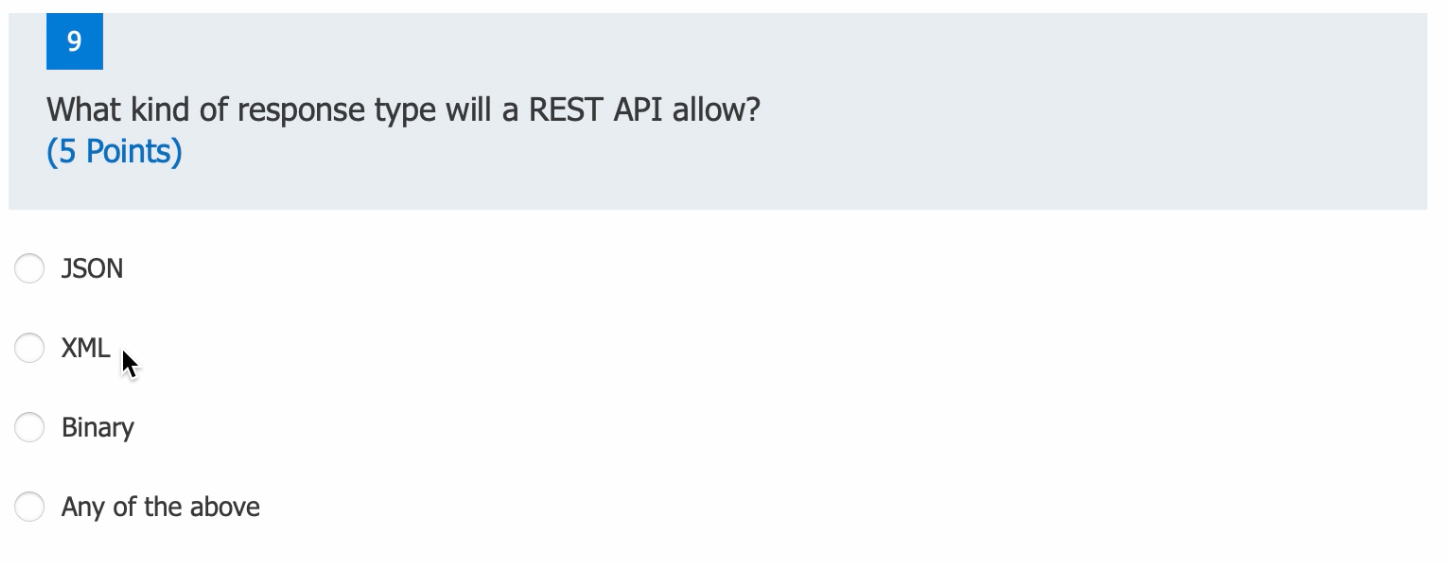 9
What kind of response type will a REST API allow?
(5 Points)
JSON
XML
Binary
Any of the above